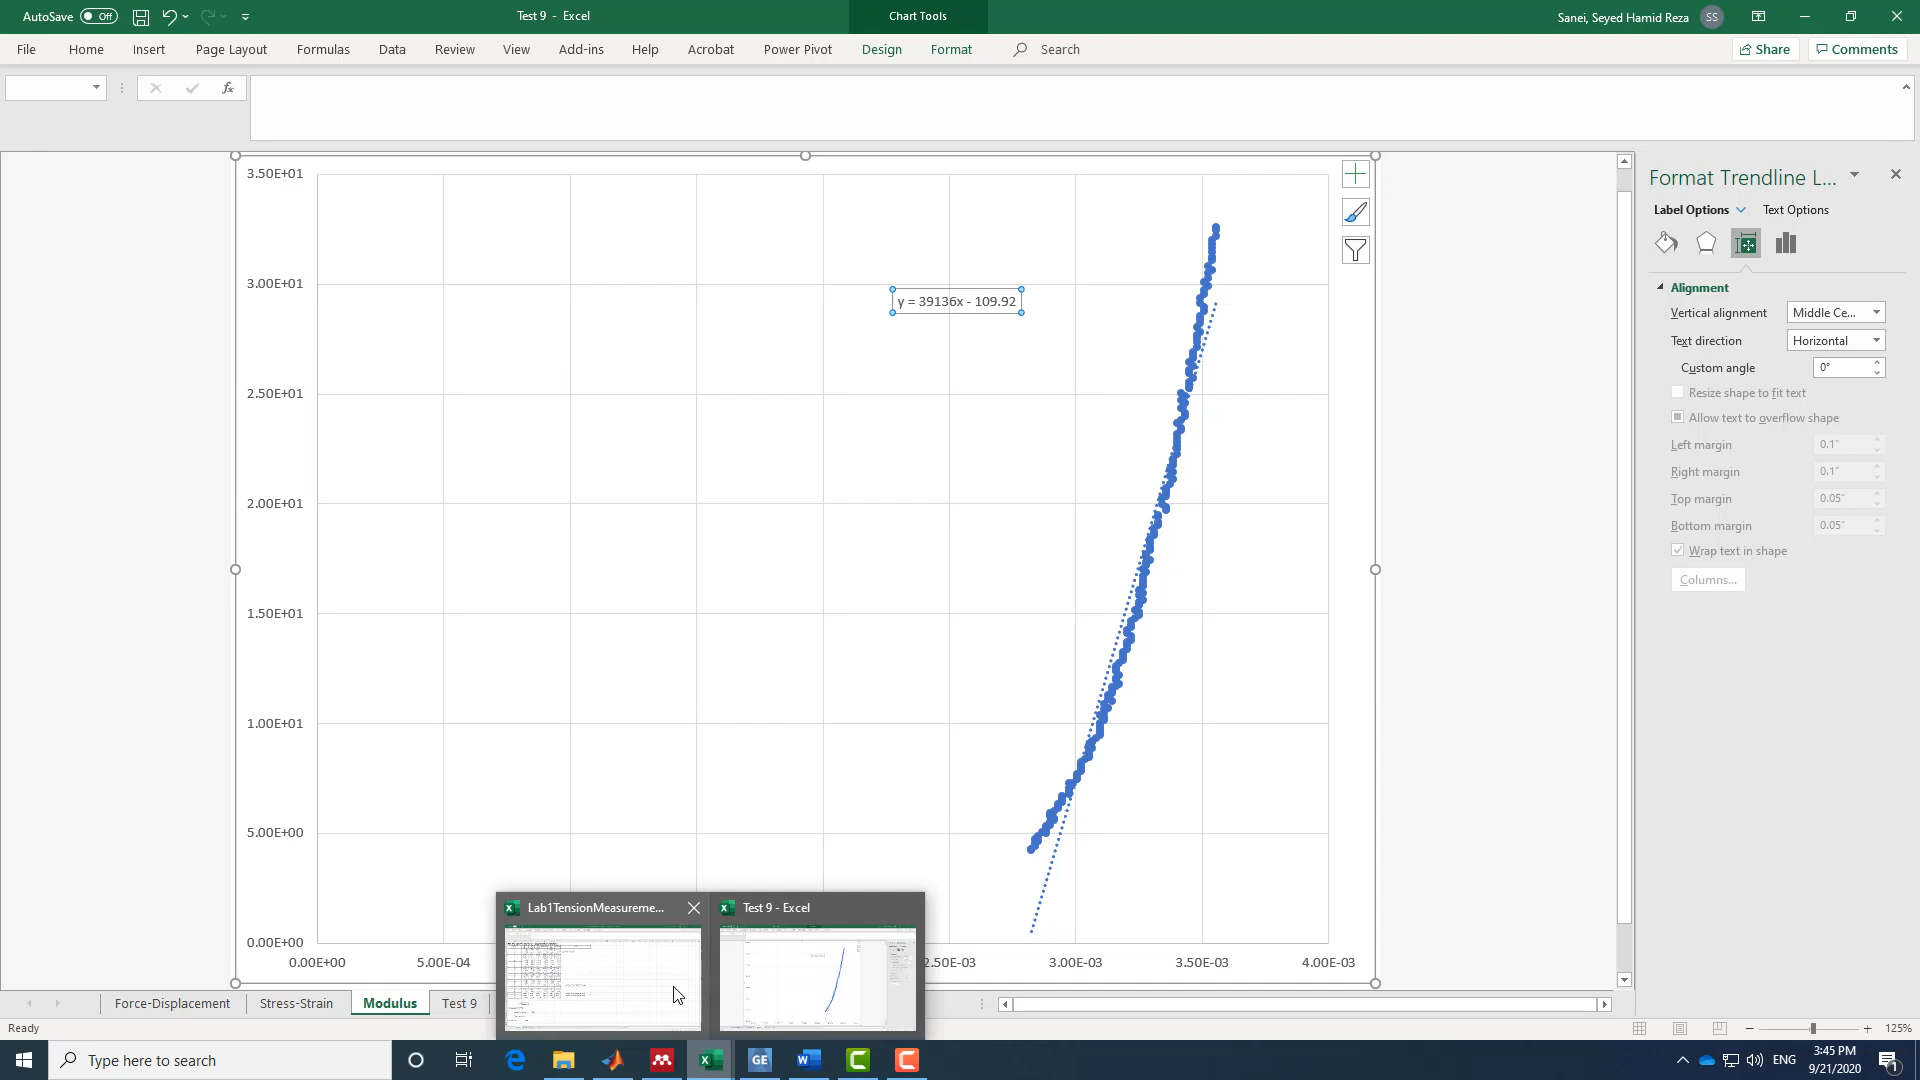 AutoSave Off
Test 9 - Excel
Chart Tools
Sanei, Seyed Hamid Reza SS
File Home Insert Page Layout Formulas Data Review View Add-ins Help Acrobat Power Pivot Design Format Search Share Comments
fx
3.50E+01
3.00E+01
2.50E+01
2.00E+01
1.50E+01
1.00E+01
5.00E+00
0.00E+00
y = 39136x - 109.92
0.00E+00 5.00E-04 2.50E-03 3.00E-03 3.50E-03 4.00E-03
Format Trendline L...
Label Options Text Options
Alignment
Vertical alignment Middle Ce...
Text direction Horizontal
Custom angle 0°
Resize shape to fit text
Allow text to overflow shape
Left margin 0.1"
Right margin 0.1"
Top margin 0.05"
Bottom margin 0.05"
Wrap text in shape
Columns...
Lab1TensionMeasureme...
Test 9 - Excel
Force-Displacement Stress-Strain Modulus Test 9
Ready
125%
Type here to search
GE
ENG
3:45 PM
9/21/2020
1